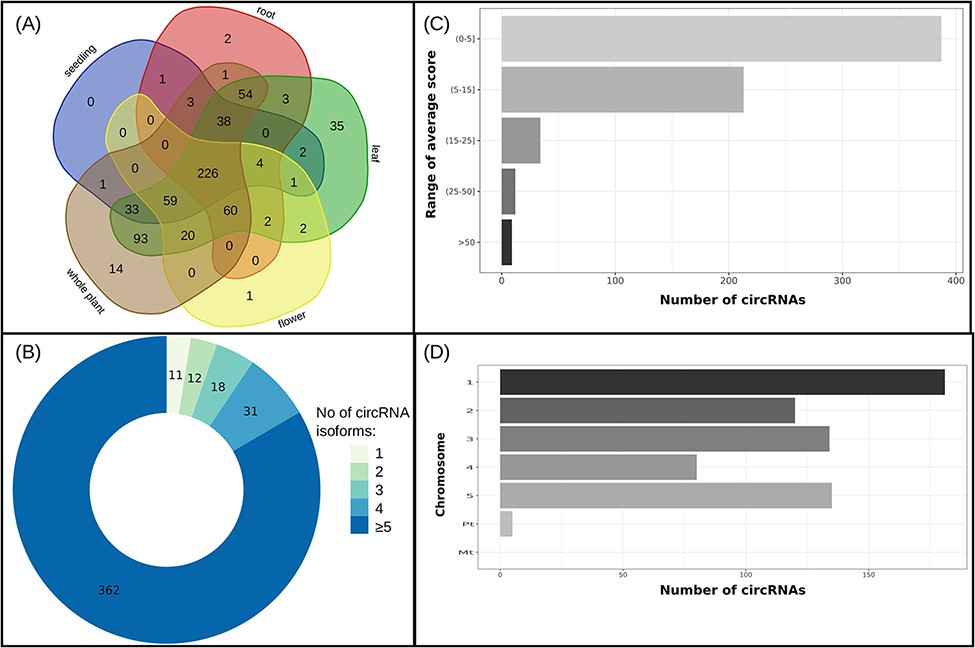 (A)
root
seedling
leaf
whole plant
flower
2
1
1
54
3
0
3
38
0
35
0
0
2
0
4
226
1
0
1
59
33
60
2
2
93
20
0
0
14
0
1
(B)
11
12
18
31
362
No of circRNA
isoforms:
1
2
3
4
≥5
(C)
Range of average score
(0-5]
(5-15]
(15-25]
(25-50]
>50
0 100 200 300 400
Number of circRNAs
(D)
Chromosome
1
2
3
4
5
Pt
Mt
0 50 100 150
Number of circRNAs